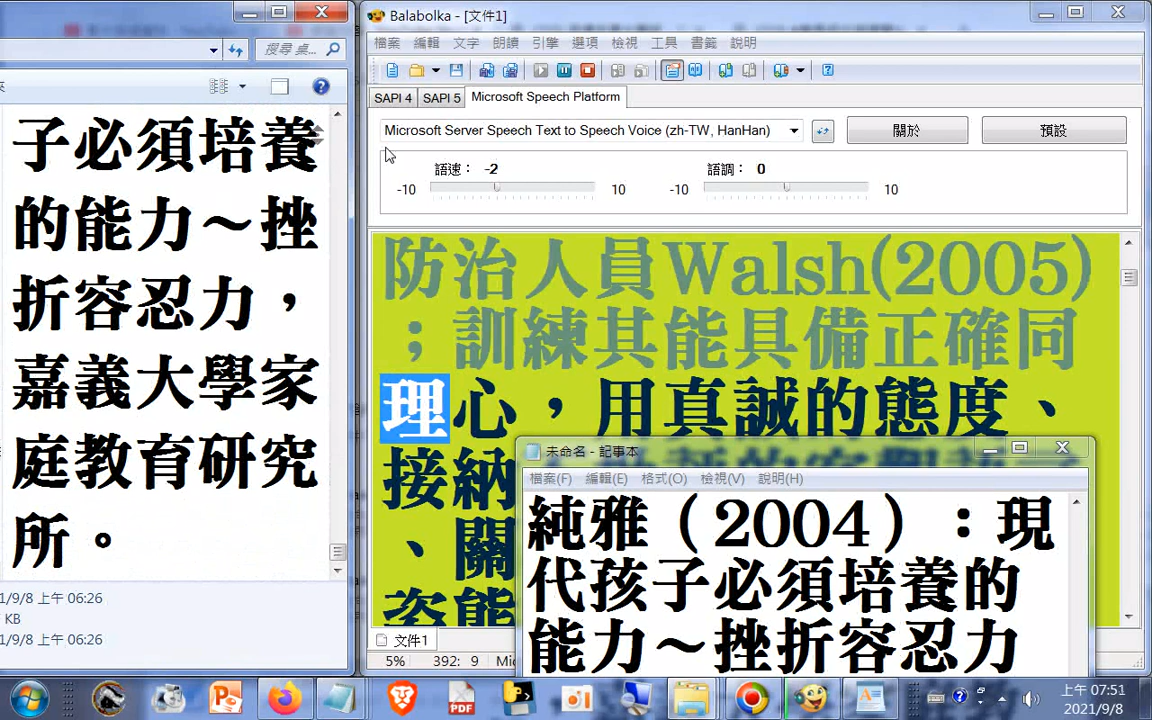 搜尋 桌...
子必須培養
的能力～挫
折容忍力，
嘉義大學家
庭教育研究
所。
1/9/8 上午 06:26
KB
1/9/8 上午 06:26
Balabolka - [文件1]
檔案 編輯 文字 朗讀 引擎 選項 檢視 工具 書籤 說明
SAPI 4 SAPI 5 Microsoft Speech Platform
Microsoft Server Speech Text to Speech Voice (zh-TW, HanHan) 關於 預設
語速： -2 語調： 0
-10 10 -10 10
防治人員Walsh(2005)
；訓練其能具備正確同
理心，用真誠的態度、
接納
、關
姿態
文件1
5% 392: 9 Mic
未命名 - 記事本
檔案(F) 編輯(E) 格式(O) 檢視(V) 說明(H)
純雅（2004）：現
代孩子必須培養的
能力～挫折容忍力
上午 07:51
2021/9/8